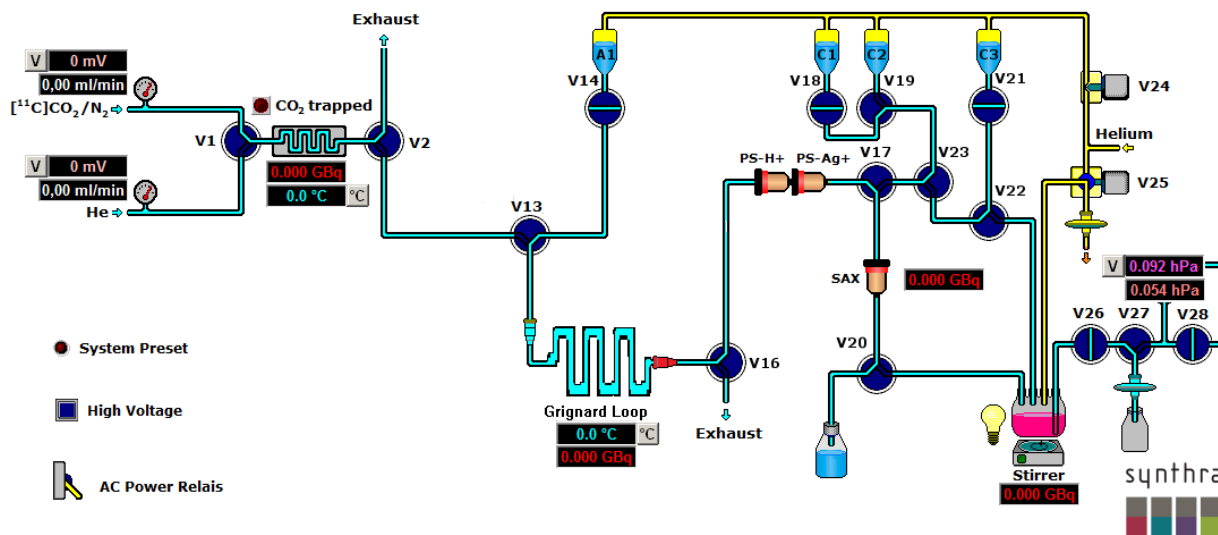 Exhaust
V
0 mV
0,00 ml/min
[¹¹C]CO₂/N₂
CO₂ trapped
V1
V2
0.000 GBq
0.0 °C
°C
V
0 mV
0,00 ml/min
He
A1
C1
C2
C3
V14
V18
V19
V21
V24
Helium
V25
PS-H+
PS-Ag+
V17
V23
V22
V13
SAX
0.000 GBq
V
0.092 hPa
0.054 hPa
V26
V27
V28
V20
V16
System Preset
High Voltage
AC Power Relais
Grignard Loop
0.0 °C
°C
0.000 GBq
Exhaust
Stirrer
0.000 GBq
synthra